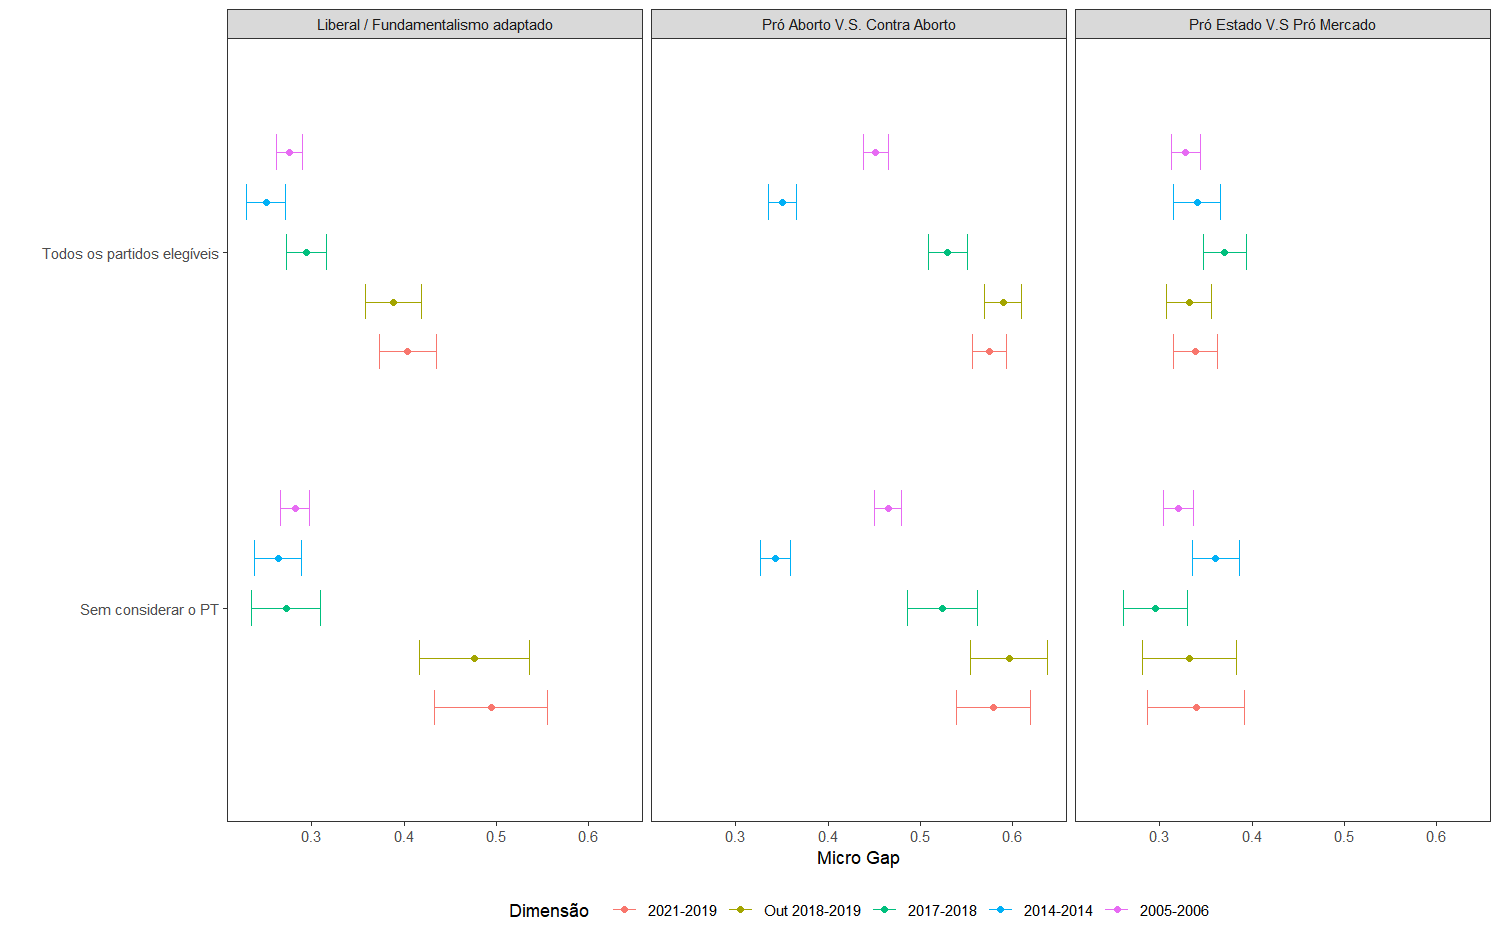 Liberal / Fundamentalismo adaptado
Pró Aborto V.S. Contra Aborto
Pró Estado V.S Pró Mercado
Todos os partidos elegíveis
Sem considerar o PT
0.3 0.4 0.5 0.6
0.3 0.4 0.5 0.6
0.3 0.4 0.5 0.6
Micro Gap
Dimensão 2021-2019 Out 2018-2019 2017-2018 2014-2014 2005-2006